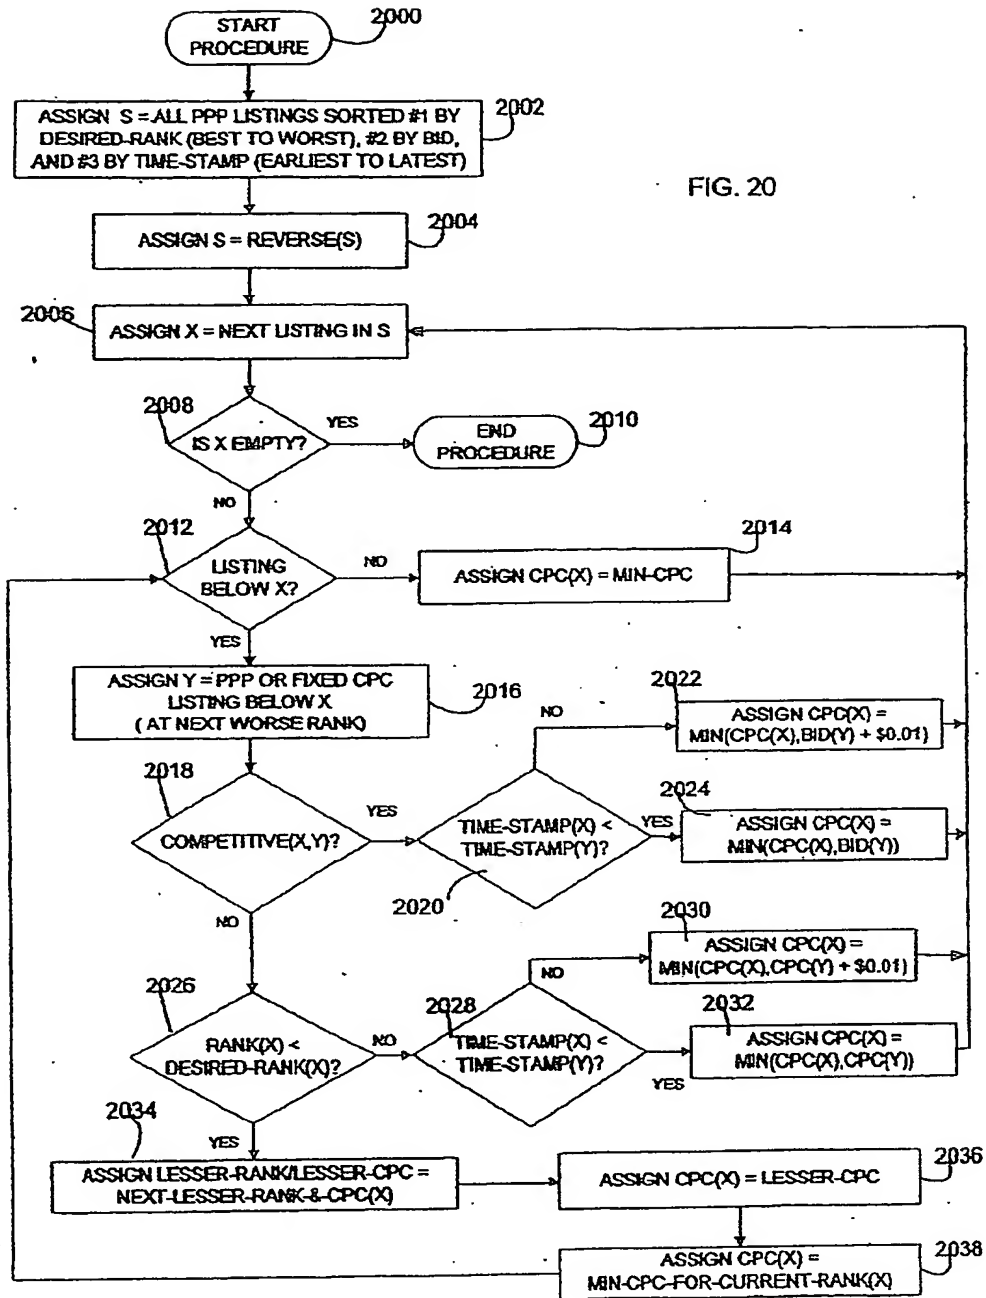 START
PROCEDURE
2000
ASSIGN S = ALL PPP LISTINGS SORTED #1 BY
DESIRED-RANK (BEST TO WORST), #2 BY BID,
AND #3 BY TIME-STAMP (EARLIEST TO LATEST)
2002
FIG. 20
ASSIGN S = REVERSE(S)
2004
2006
ASSIGN X = NEXT LISTING IN S
2008
IS X EMPTY?
YES
END
PROCEDURE
2010
NO
2012
LISTING
BELOW X?
NO
ASSIGN CPC(X) = MIN-CPC
2014
YES
ASSIGN Y = PPP OR FIXED CPC
LISTING BELOW X
( AT NEXT WORSE RANK)
2016
2018
COMPETITIVE(X,Y)?
YES
TIME-STAMP(X) <
TIME-STAMP(Y)?
2020
NO
2022
ASSIGN CPC(X) =
MIN(CPC(X),BID(Y) + $0.01)
YES
2024
ASSIGN CPC(X) =
MIN(CPC(X),BID(Y))
NO
2026
RANK(X) <
DESIRED-RANK(X)?
NO
2028
TIME-STAMP(X) <
TIME-STAMP(Y)?
NO
2030
ASSIGN CPC(X) =
MIN(CPC(X),CPC(Y) + $0.01)
YES
2032
ASSIGN CPC(X) =
MIN(CPC(X),CPC(Y))
YES
2034
ASSIGN LESSER-RANK/LESSER-CPC =
NEXT-LESSER-RANK-&-CPC(X)
ASSIGN CPC(X) = LESSER-CPC
2036
ASSIGN CPC(X) =
MIN-CPC-FOR-CURRENT-RANK(X)
2038